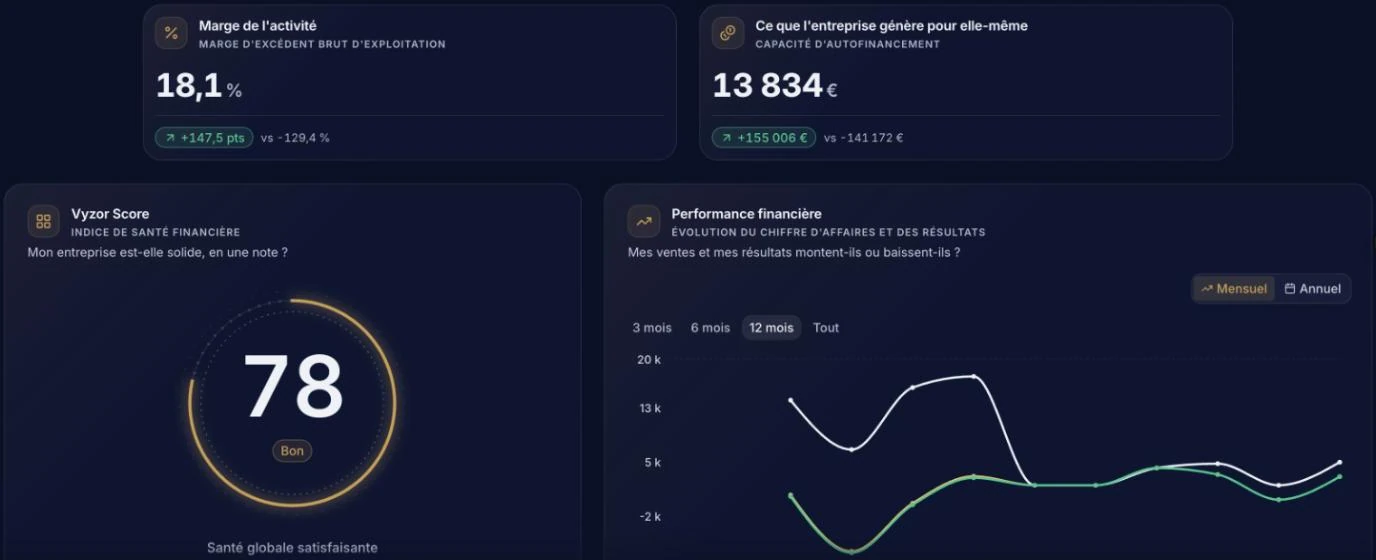 Marge de l'activité
MARGE D'EXCÉDENT BRUT D'EXPLOITATION
18,1 %
+147,5 pts vs -129,4 %
Ce que l'entreprise génère pour elle-même
CAPACITÉ D'AUTOFINANCEMENT
13 834 €
+155 006 € vs -141 172 €
Vyzor Score
INDICE DE SANTÉ FINANCIÈRE
Mon entreprise est-elle solide, en une note ?
78
Bon
Santé globale satisfaisante
Performance financière
ÉVOLUTION DU CHIFFRE D'AFFAIRES ET DES RÉSULTATS
Mes ventes et mes résultats montent-ils ou baissent-ils ?
Mensuel Annuel
3 mois 6 mois 12 mois Tout
20 k
13 k
5 k
-2 k